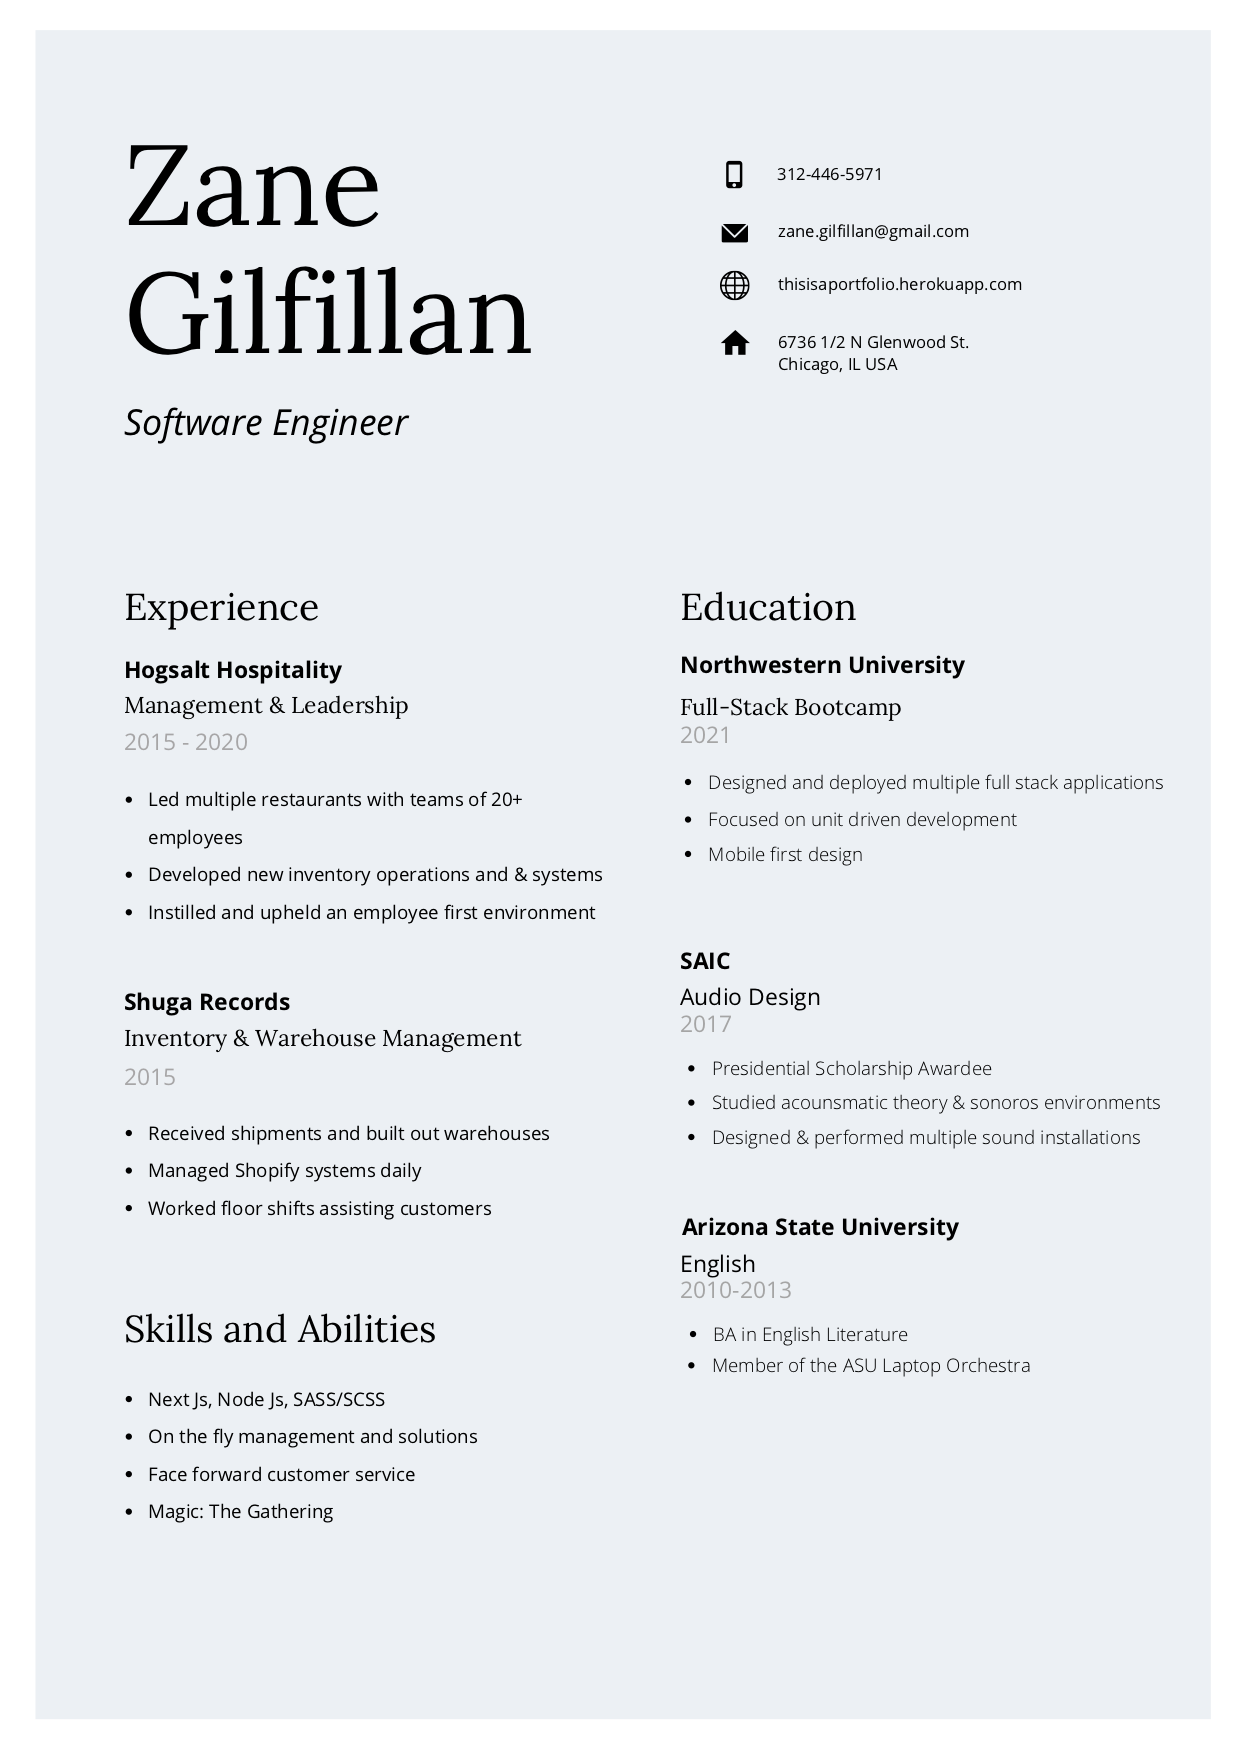 Zane
Gilfillan
Software Engineer
312-446-5971
zane.gilfillan@gmail.com
thisisaportfolio.herokuapp.com
6736 1/2 N Glenwood St.
Chicago, IL USA
Experience
Hogsalt Hospitality
Management & Leadership
2015 - 2020
• Led multiple restaurants with teams of 20+
employees
• Developed new inventory operations and & systems
• Instilled and upheld an employee first environment
Shuga Records
Inventory & Warehouse Management
2015
• Received shipments and built out warehouses
• Managed Shopify systems daily
• Worked floor shifts assisting customers
Skills and Abilities
• Next Js, Node Js, SASS/SCSS
• On the fly management and solutions
• Face forward customer service
• Magic: The Gathering
Education
Northwestern University
Full-Stack Bootcamp
2021
• Designed and deployed multiple full stack applications
• Focused on unit driven development
• Mobile first design
SAIC
Audio Design
2017
• Presidential Scholarship Awardee
• Studied acounsmatic theory & sonoros environments
• Designed & performed multiple sound installations
Arizona State University
English
2010-2013
• BA in English Literature
• Member of the ASU Laptop Orchestra